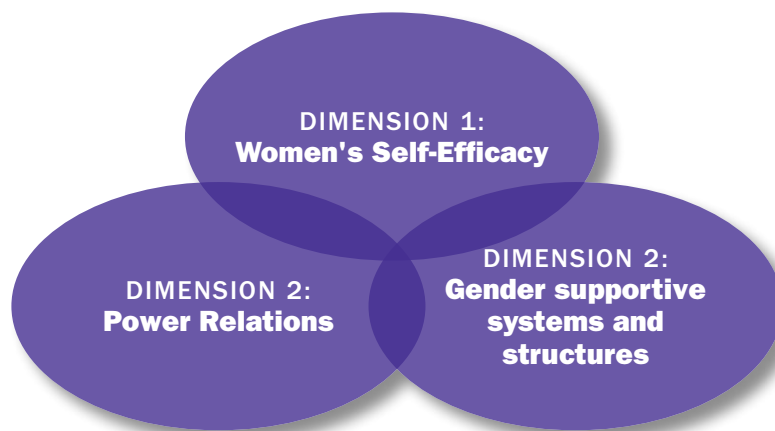 DIMENSION 1:
Women's Self-Efficacy
DIMENSION 2:
Power Relations
DIMENSION 2:
Gender supportive
systems and
structures